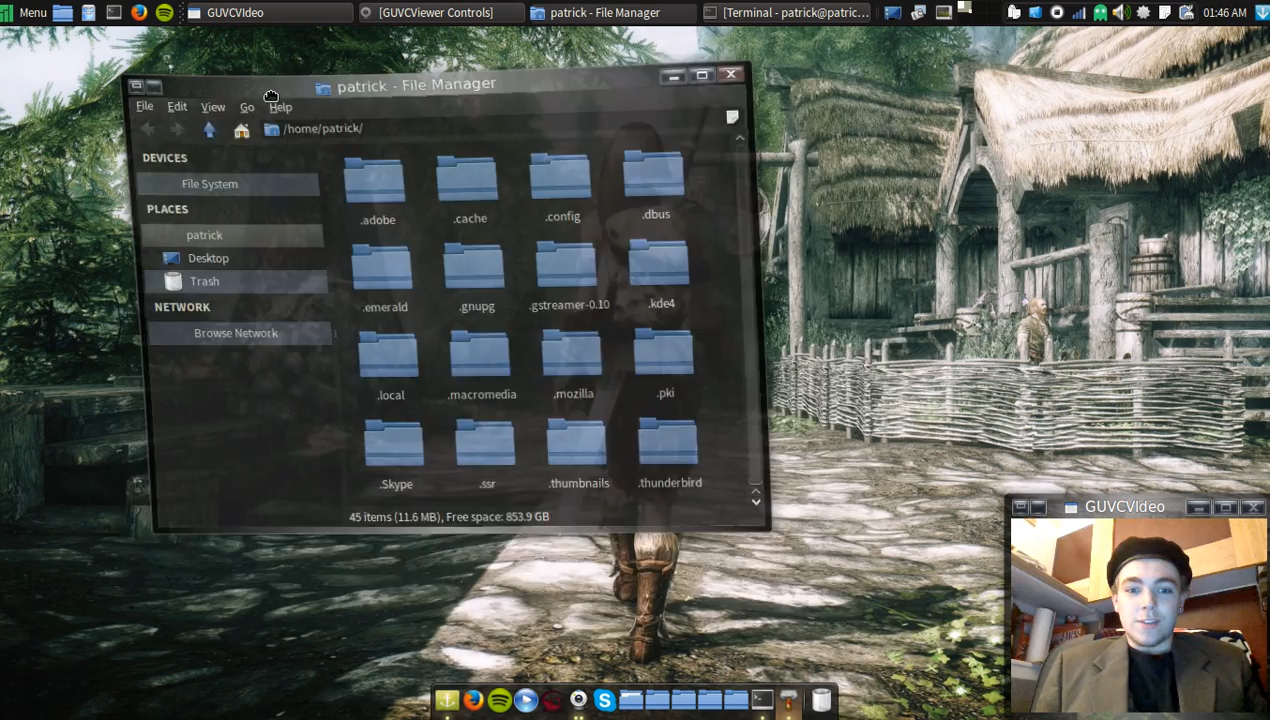 Menu
GUVCVIdeo
[GUVCViewer Controls]
patrick - File Manager
[Terminal - patrick@patric...
01:46 AM
patrick - File Manager
File Edit View Go Help
/home/patrick/
DEVICES
File System
PLACES
patrick
Desktop
Trash
NETWORK
Browse Network
.adobe .cache .config .dbus
.emerald .gnupg .gstreamer-0.10 .kde4
.local .macromedia .mozilla .pki
.Skype .ssr .thumbnails .thunderbird
45 items (11.6 MB), Free space: 853.9 GB
GUVCVIdeo